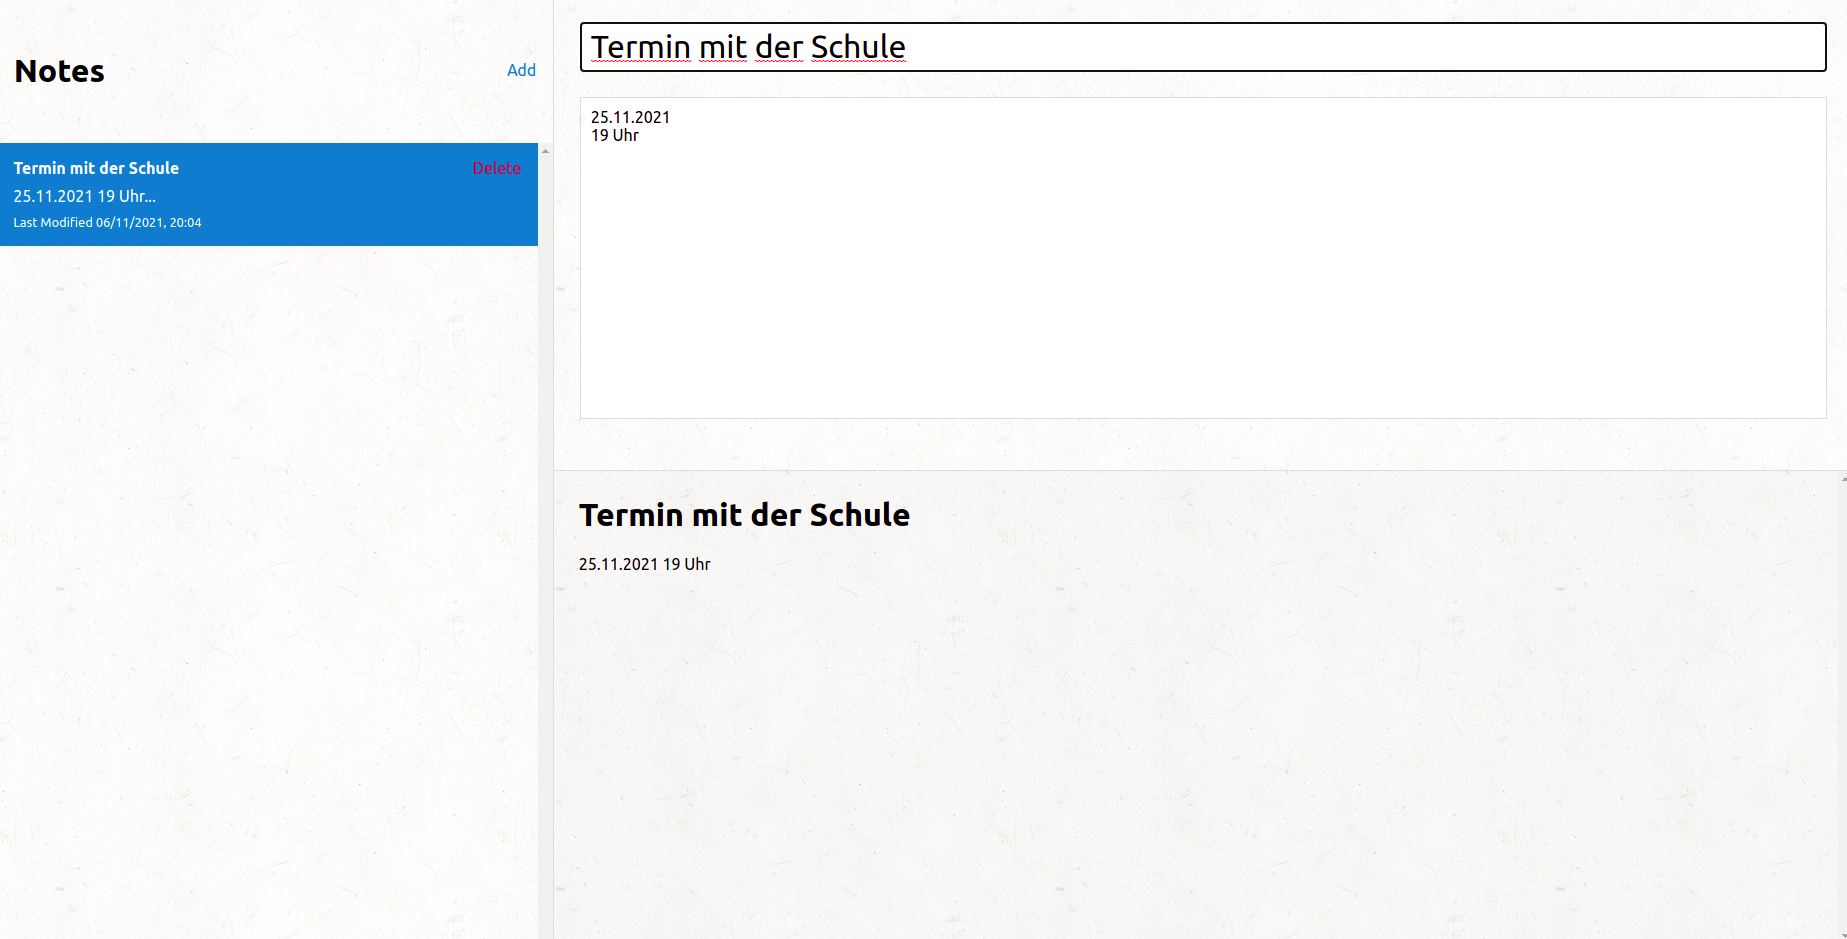 Notes
Add
Termin mit der Schule
Delete
25.11.2021 19 Uhr...
Last Modified 06/11/2021, 20:04
Termin mit der Schule
25.11.2021
19 Uhr
Termin mit der Schule
25.11.2021 19 Uhr